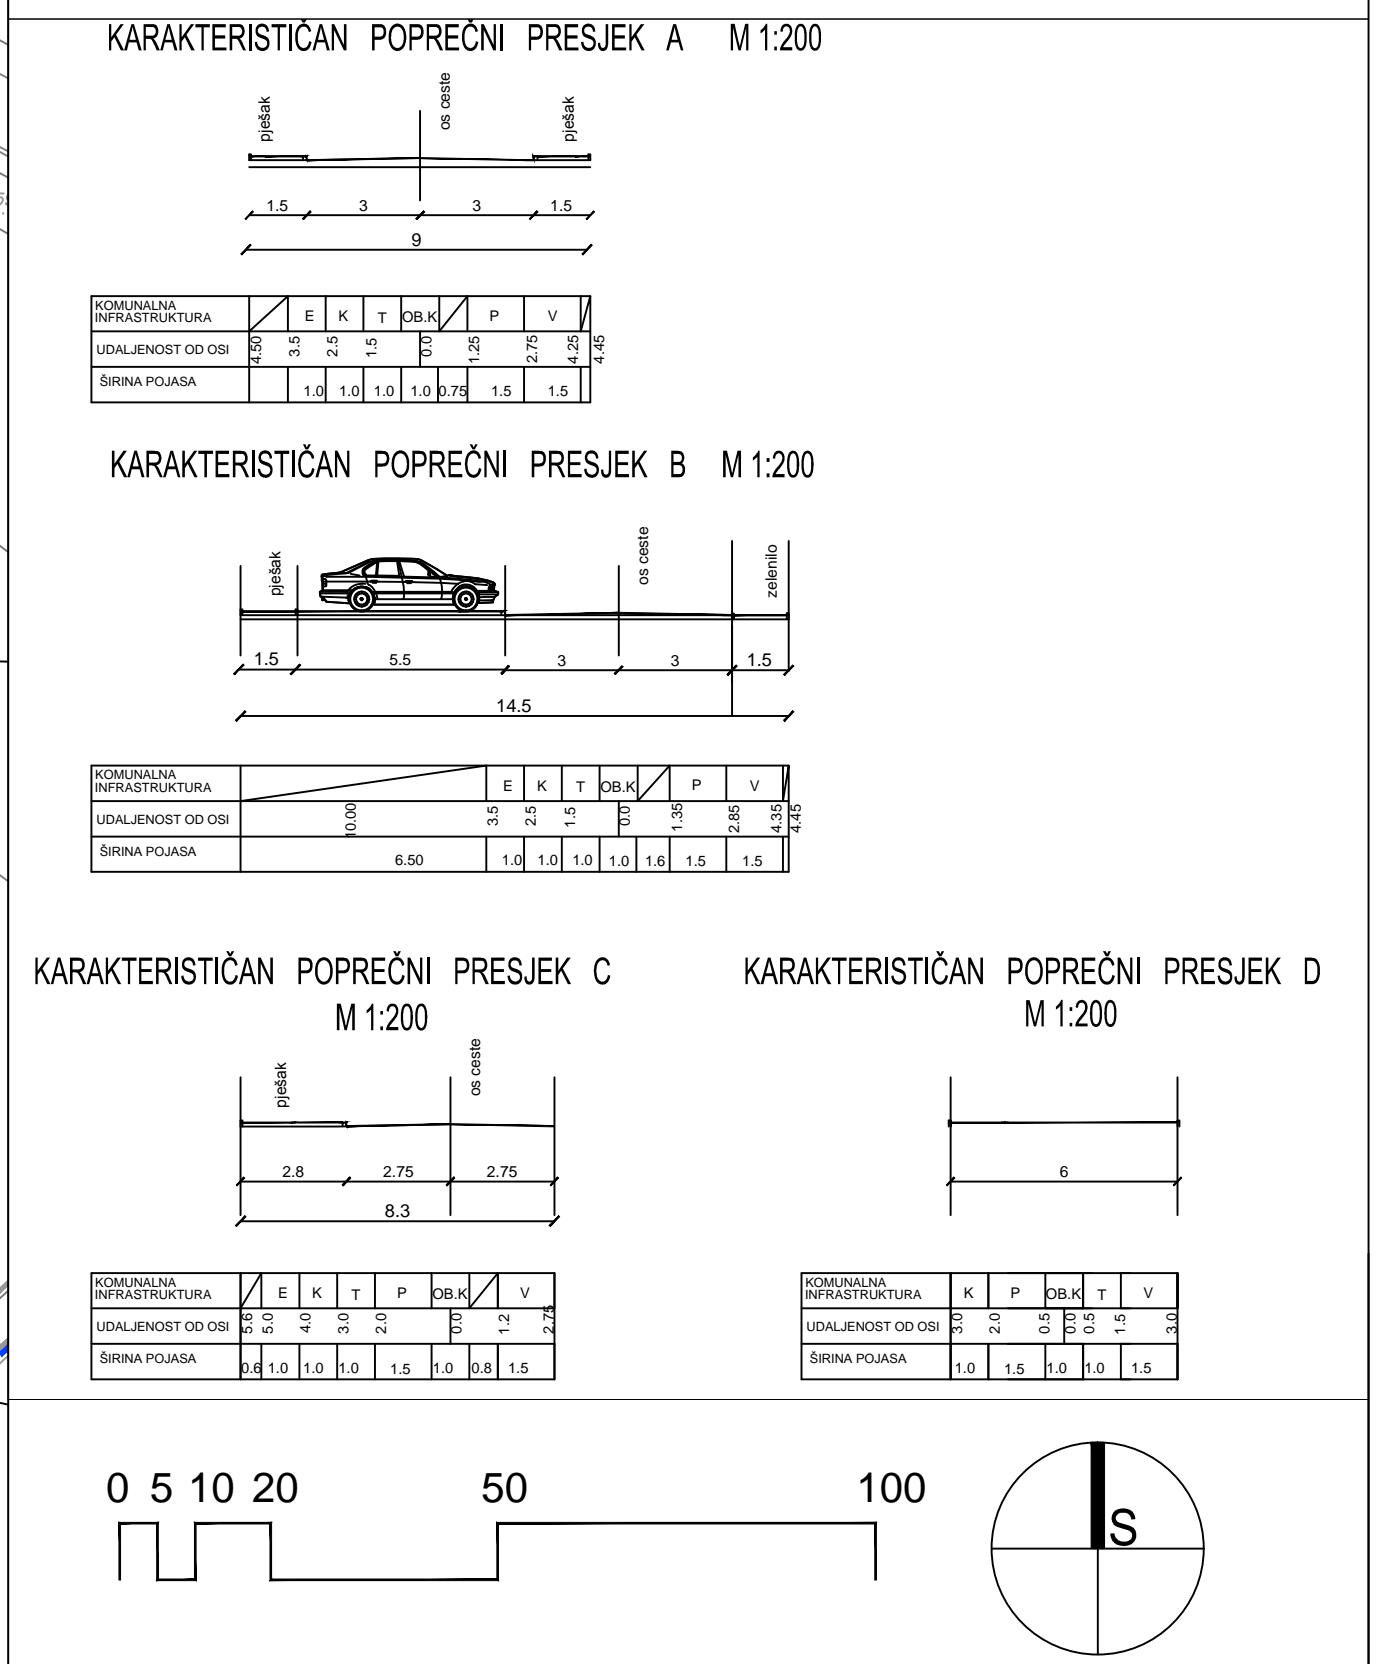 KARAKTERISTIČAN POPREČNI PRESJEK A M 1:200
pješak os ceste pješak
1.5 3 3 1.5
9
KOMUNALNA
INFRASTRUKTURA E K T OB.K P V
UDALJENOST OD OSI 4.50 3.5 2.5 1.5 0.0 1.25 2.75 4.25 4.45
ŠIRINA POJASA 1.0 1.0 1.0 1.0 0.75 1.5 1.5
KARAKTERISTIČAN POPREČNI PRESJEK B M 1:200
pješak os ceste zelenilo
1.5 5.5 3 3 1.5
14.5
KOMUNALNA
INFRASTRUKTURA E K T OB.K P V
UDALJENOST OD OSI 10.00 3.5 2.5 1.5 0.0 1.35 2.85 4.35 4.45
ŠIRINA POJASA 6.50 1.0 1.0 1.0 1.0 1.6 1.5 1.5
KARAKTERISTIČAN POPREČNI PRESJEK C
M 1:200
pješak os ceste
2.8 2.75 2.75
8.3
KOMUNALNA
INFRASTRUKTURA E K T P OB.K V
UDALJENOST OD OSI 5.6 5.0 4.0 3.0 2.0 0.0 1.2 2.75
ŠIRINA POJASA 0.6 1.0 1.0 1.0 1.5 1.0 0.8 1.5
KARAKTERISTIČAN POPREČNI PRESJEK D
M 1:200
6
KOMUNALNA
INFRASTRUKTURA K P OB.K T V
UDALJENOST OD OSI 3.0 2.0 0.5 0.0 0.5 1.5 3.0
ŠIRINA POJASA 1.0 1.5 1.0 1.0 1.5
0 5 10 20 50 100
S